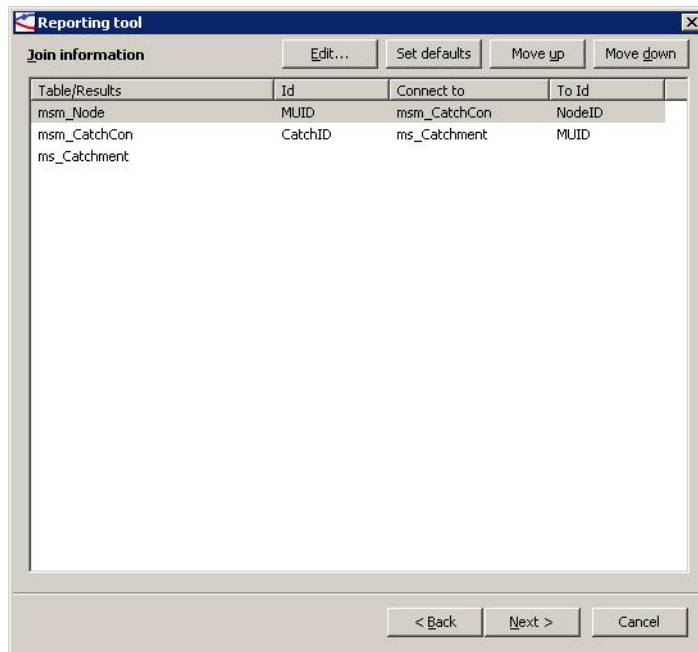 Reporting tool
Join information Edit... Set defaults Move up Move down
Table/Results Id Connect to To Id
msm_Node MUID msm_CatchCon NodeID
msm_CatchCon CatchID ms_Catchment MUID
ms_Catchment
< Back Next > Cancel